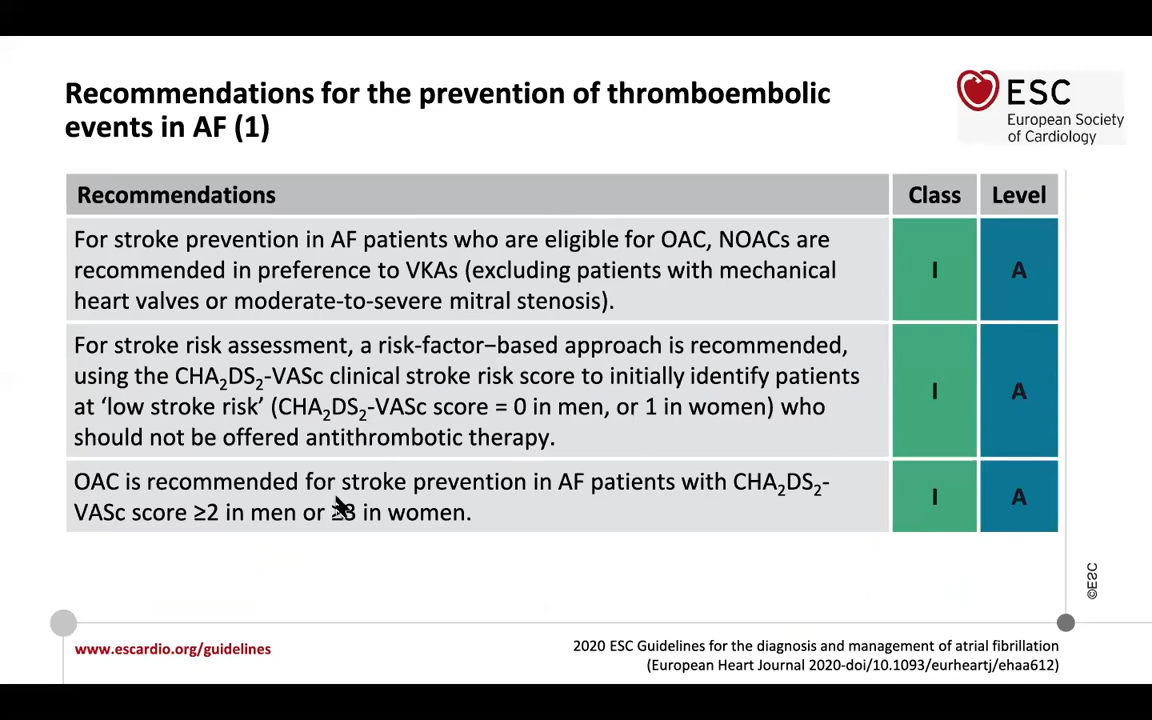 Recommendations for the prevention of thromboembolic
events in AF (1)
ESC
European Society
of Cardiology
Recommendations Class Level
For stroke prevention in AF patients who are eligible for OAC, NOACs are
recommended in preference to VKAs (excluding patients with mechanical
heart valves or moderate-to-severe mitral stenosis).
I A
For stroke risk assessment, a risk-factor–based approach is recommended,
using the CHA₂DS₂-VASc clinical stroke risk score to initially identify patients
at ‘low stroke risk’ (CHA₂DS₂-VASc score = 0 in men, or 1 in women) who
should not be offered antithrombotic therapy.
I A
OAC is recommended for stroke prevention in AF patients with CHA₂DS₂-
VASc score ≥2 in men or ≥3 in women.
I A
©ESC
www.escardio.org/guidelines
2020 ESC Guidelines for the diagnosis and management of atrial fibrillation
(European Heart Journal 2020-doi/10.1093/eurheartj/ehaa612)